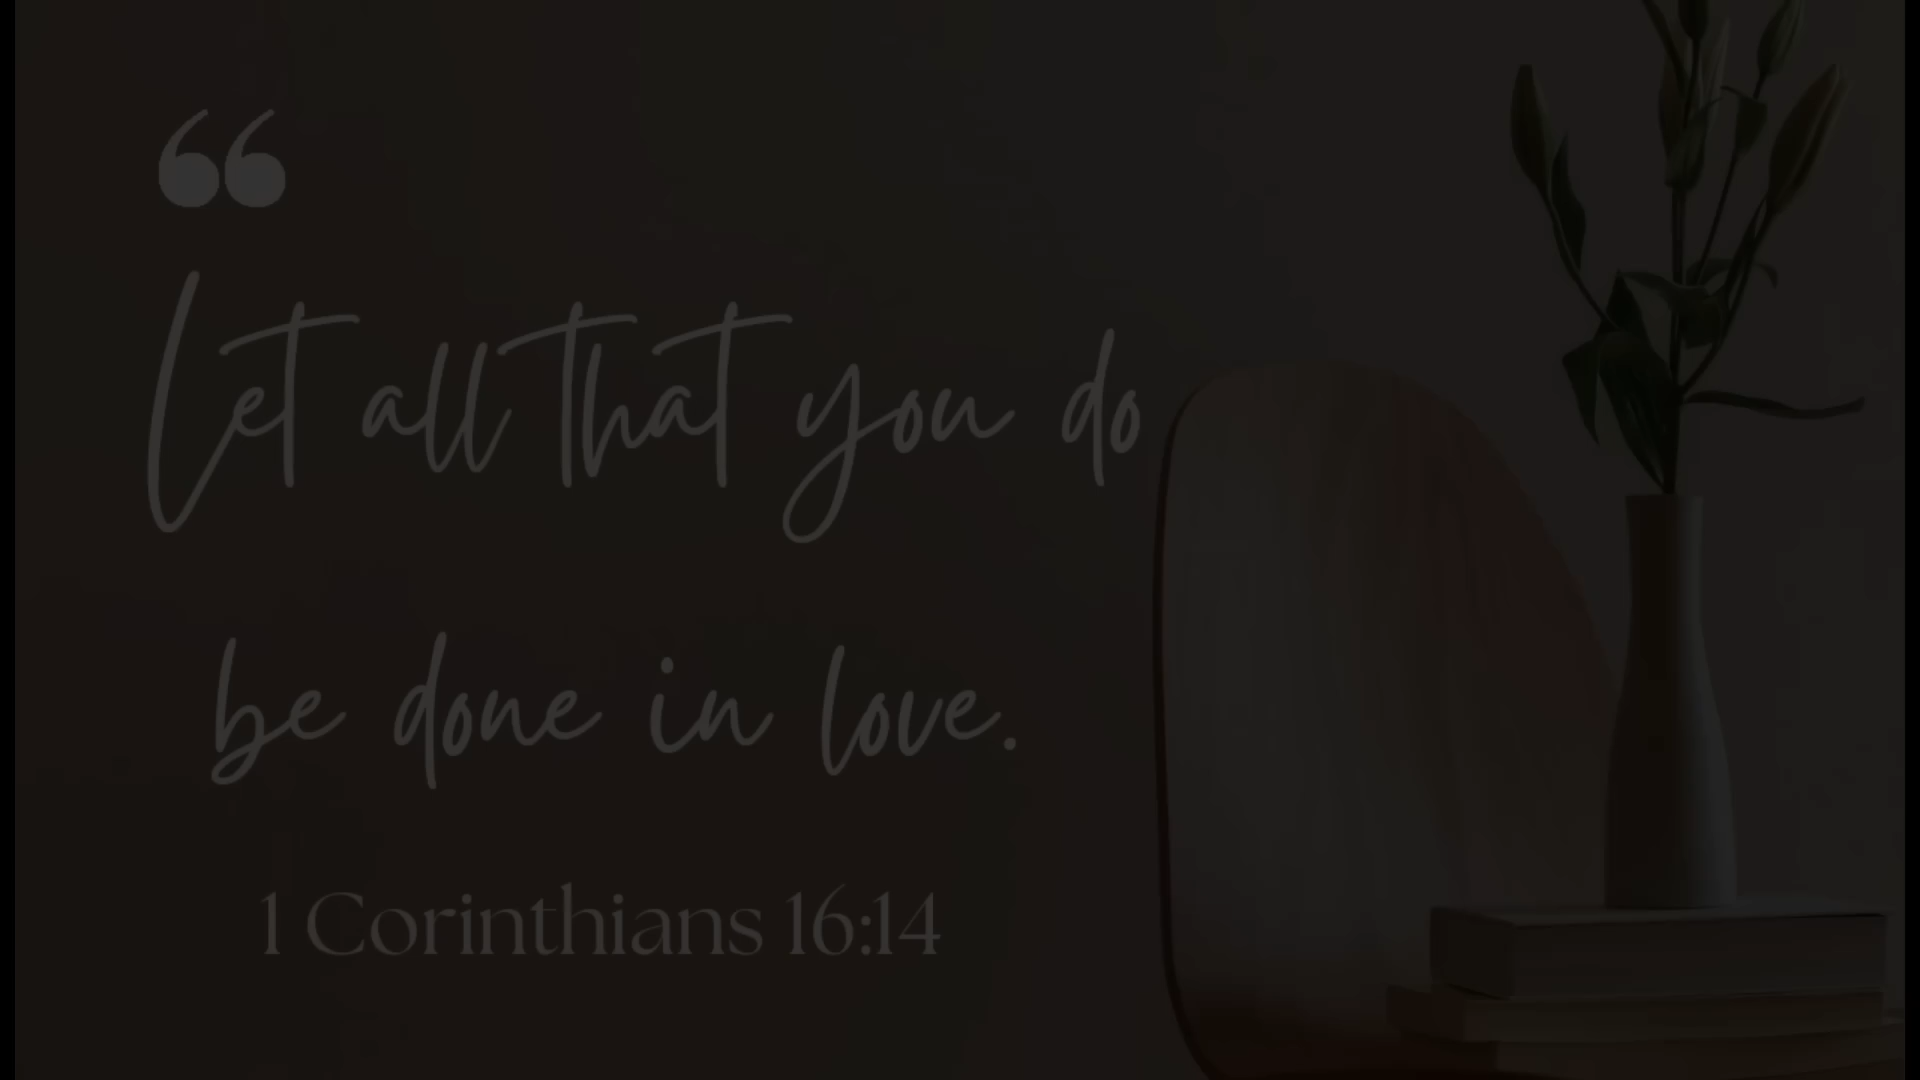 “
Let all that you do
be done in love.
1 Corinthians 16:14